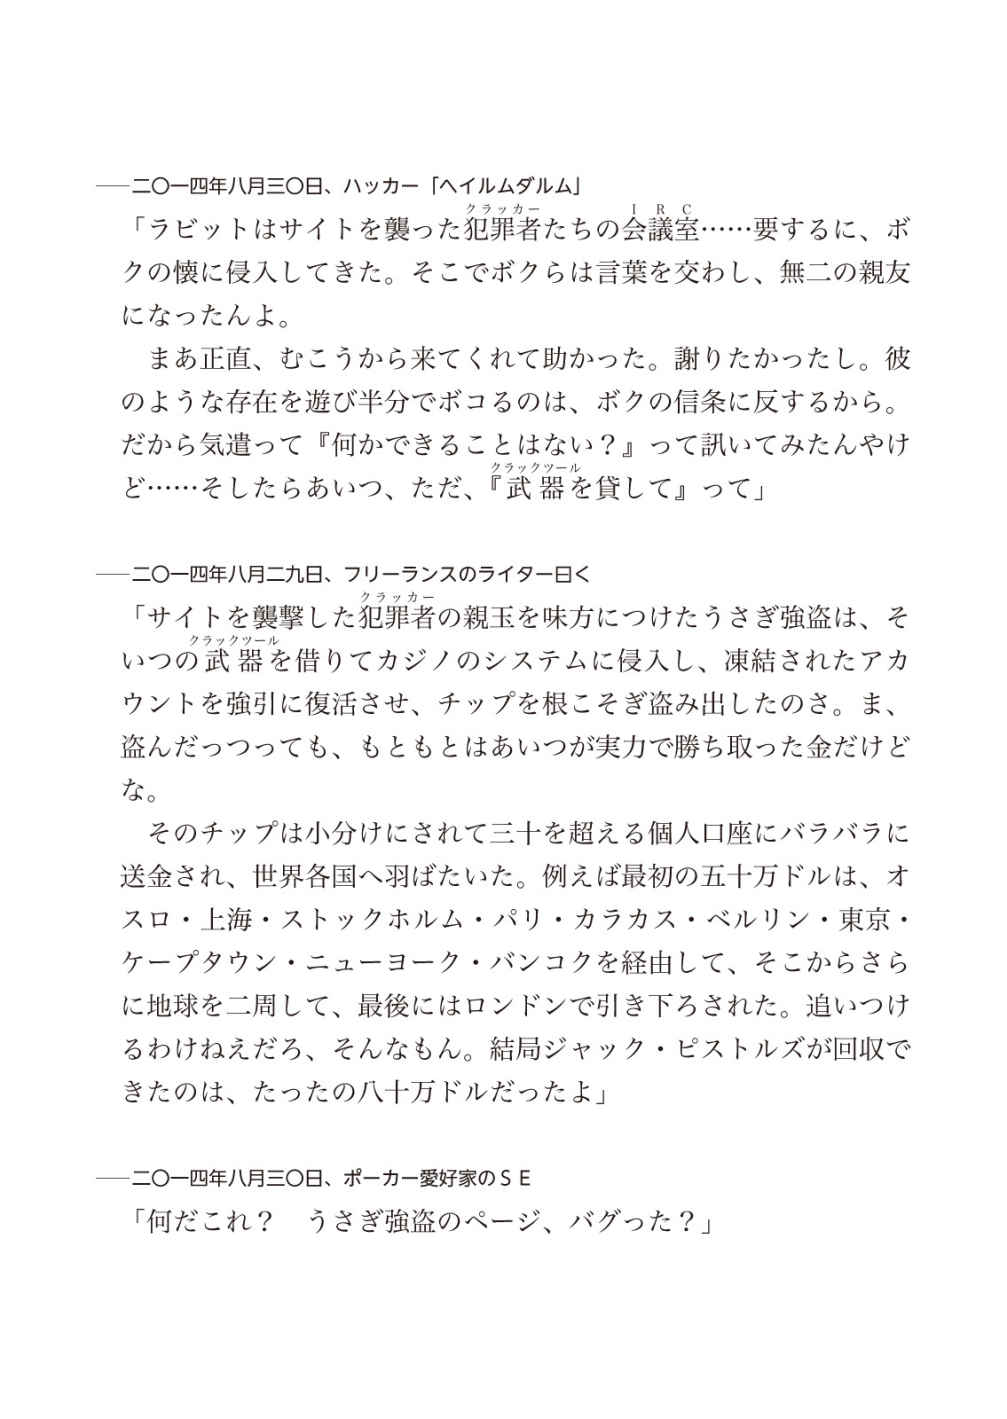 ――二〇一四年八月三〇日、ハッカー「ヘイルムダルム」
クラッカー　ＩＲＣ
「ラビットはサイトを襲った犯罪者たちの会議室……要するに、ボ
クの懐に侵入してきた。そこでボクらは言葉を交わし、無二の親友
になったんよ。
　まあ正直、むこうから来てくれて助かった。謝りたかったし。彼
のような存在を遊び半分でボコるのは、ボクの信条に反するから。
だから気遣って『何かできることはない？』って訊いてみたんやけ
クラックツール
ど……そしたらあいつ、ただ、『武器を貸して』って」
――二〇一四年八月二九日、フリーランスのライター曰く
クラッカー
「サイトを襲撃した犯罪者の親玉を味方につけたうさぎ強盗は、そ
クラックツール
いつの武器を借りてカジノのシステムに侵入し、凍結されたアカ
ウントを強引に復活させ、チップを根こそぎ盗み出したのさ。ま、
盗んだっつっても、もともとはあいつが実力で勝ち取った金だけど
な。
　そのチップは小分けにされて三十を超える個人口座にバラバラに
送金され、世界各国へ羽ばたいた。例えば最初の五十万ドルは、オ
スロ・上海・ストックホルム・パリ・カラカス・ベルリン・東京・
ケープタウン・ニューヨーク・バンコクを経由して、そこからさら
に地球を二周して、最後にはロンドンで引き下ろされた。追いつけ
るわけねえだろ、そんなもん。結局ジャック・ピストルズが回収で
きたのは、たったの八十万ドルだったよ」
――二〇一四年八月三〇日、ポーカー愛好家のＳＥ
「何だこれ？　うさぎ強盗のページ、バグった？」